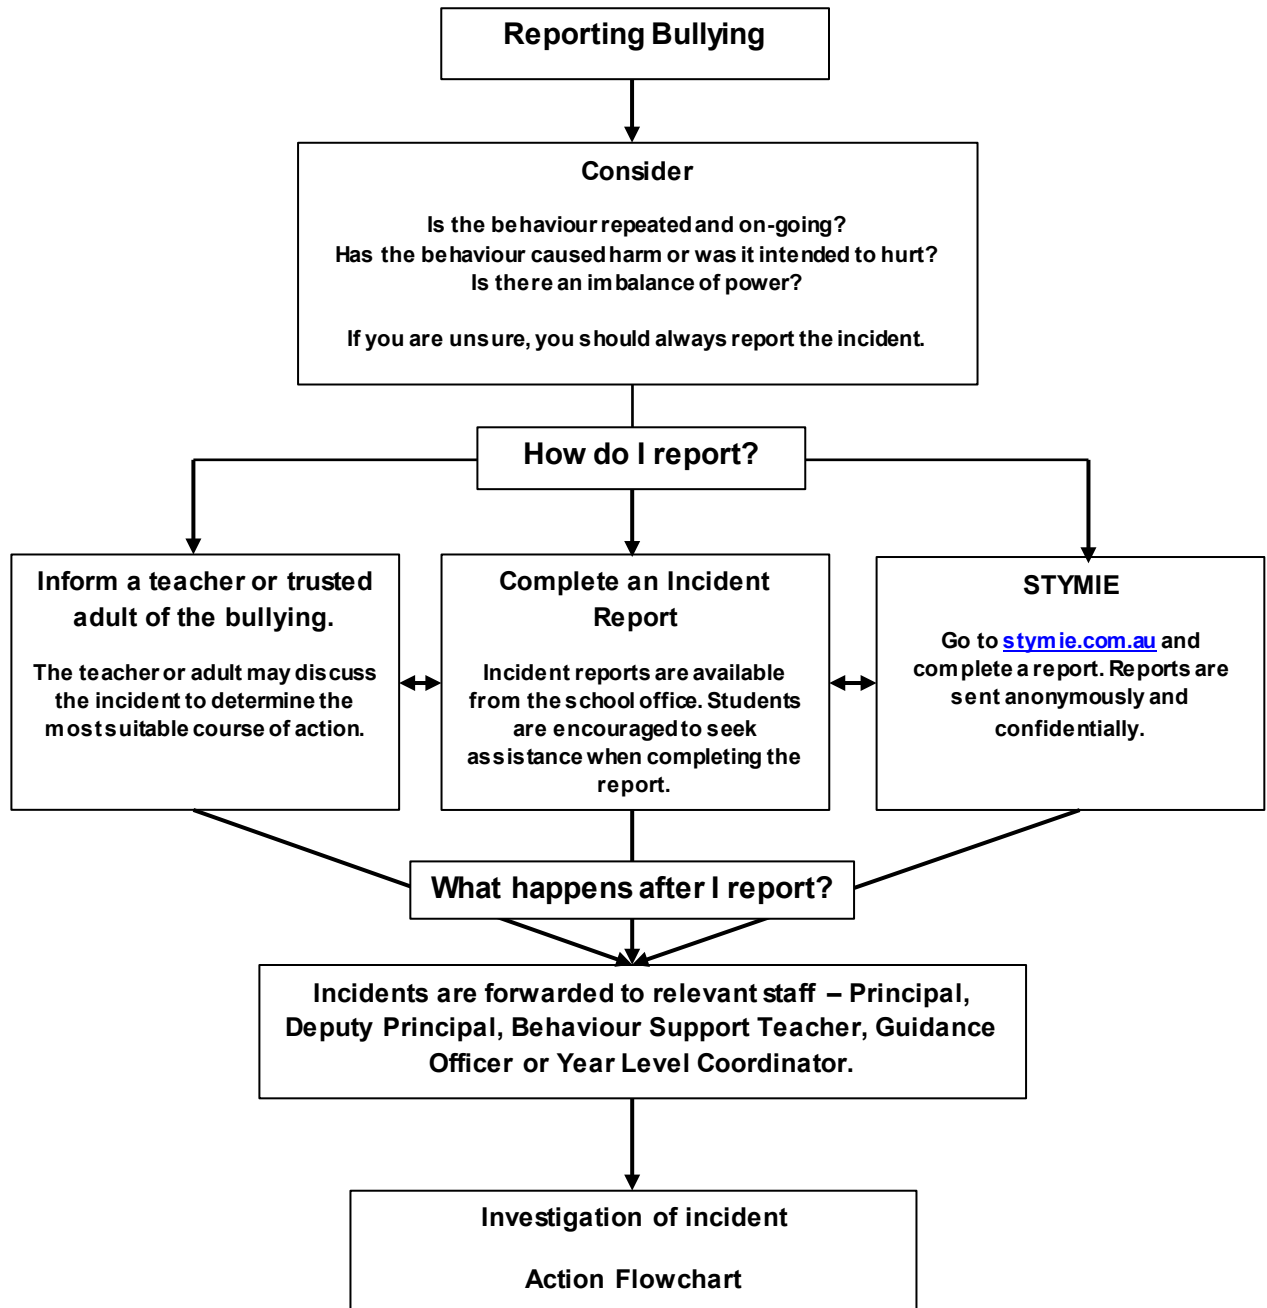 Reporting Bullying
Consider
Is the behaviour repeated and on-going?
Has the behaviour caused harm or was it intended to hurt?
Is there an imbalance of power?
If you are unsure, you should always report the incident.
How do I report?
Inform a teacher or trusted
adult of the bullying.
The teacher or adult may discuss
the incident to determine the
most suitable course of action.
Complete an Incident
Report
Incident reports are available
from the school office. Students
are encouraged to seek
assistance when completing the
report.
STYMIE
Go to stymie.com.au and
complete a report. Reports are
sent anonymously and
confidentially.
What happens after I report?
Incidents are forwarded to relevant staff – Principal,
Deputy Principal, Behaviour Support Teacher, Guidance
Officer or Year Level Coordinator.
Investigation of incident
Action Flowchart